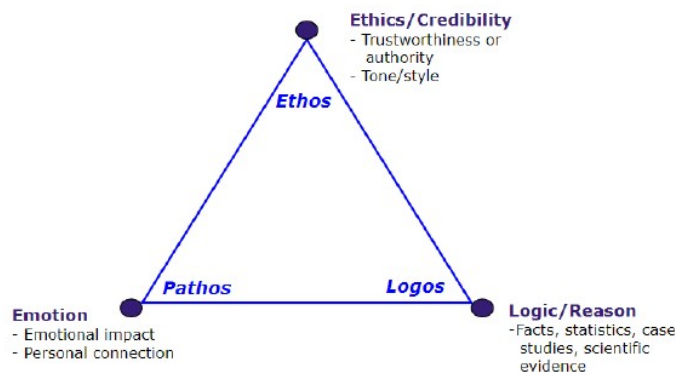 Ethics/Credibility
- Trustworthiness or
authority
- Tone/style
Ethos
Pathos
Logos
Emotion
- Emotional impact
- Personal connection
Logic/Reason
-Facts, statistics, case
studies, scientific
evidence